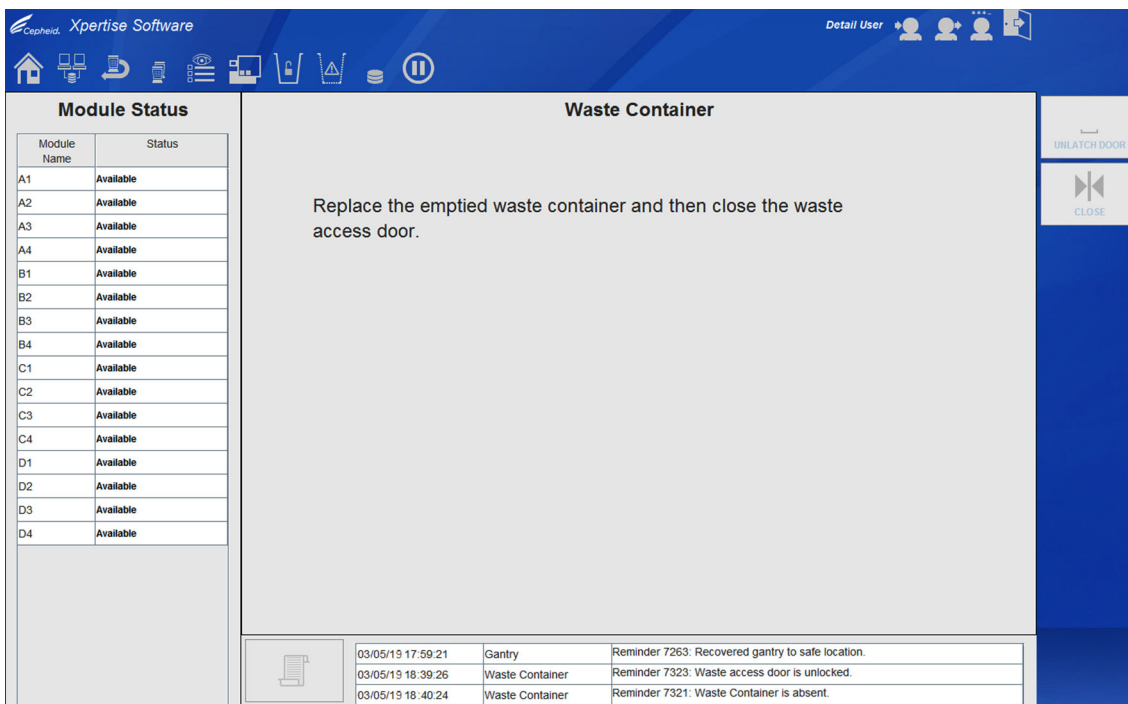 Cepheid. Xpertise Software
Detail User
Module Status
Module Name Status
A1 Available
A2 Available
A3 Available
A4 Available
B1 Available
B2 Available
B3 Available
B4 Available
C1 Available
C2 Available
C3 Available
C4 Available
D1 Available
D2 Available
D3 Available
D4 Available
Waste Container
Replace the emptied waste container and then close the waste
access door.
UNLATCH DOOR
CLOSE
03/05/19 17:59:21 Gantry Reminder 7263: Recovered gantry to safe location.
03/05/19 18:39:26 Waste Container Reminder 7323: Waste access door is unlocked.
03/05/19 18:40:24 Waste Container Reminder 7321: Waste Container is absent.